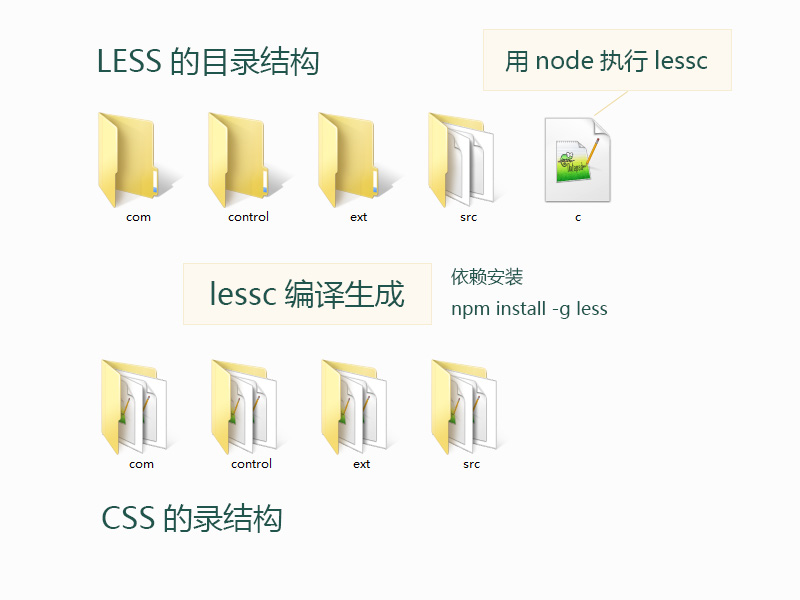 LESS 的目录结构
用 node 执行 lessc
com
control
ext
src
c
lessc 编译生成
依赖安装
npm install -g less
com
control
ext
src
CSS 的录结构